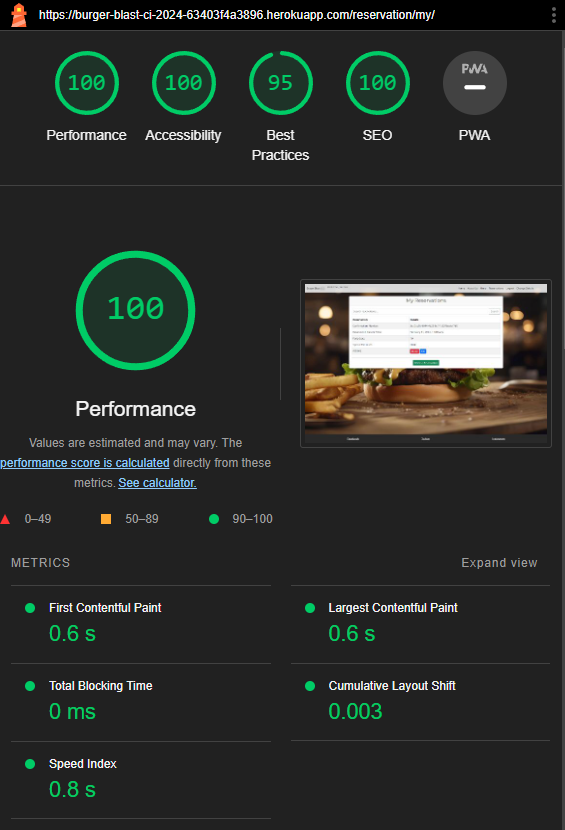 https://burger-blast-ci-2024-63403f4a3896.herokuapp.com/reservation/my/
100
100
95
100
PWA
Performance
Accessibility
Best
Practices
SEO
PWA
100
Performance
Values are estimated and may vary. The
performance score is calculated directly from these
metrics. See calculator.
0–49
50–89
90–100
My Reservations
METRICS
Expand view
First Contentful Paint
0.6 s
Largest Contentful Paint
0.6 s
Total Blocking Time
0 ms
Cumulative Layout Shift
0.003
Speed Index
0.8 s